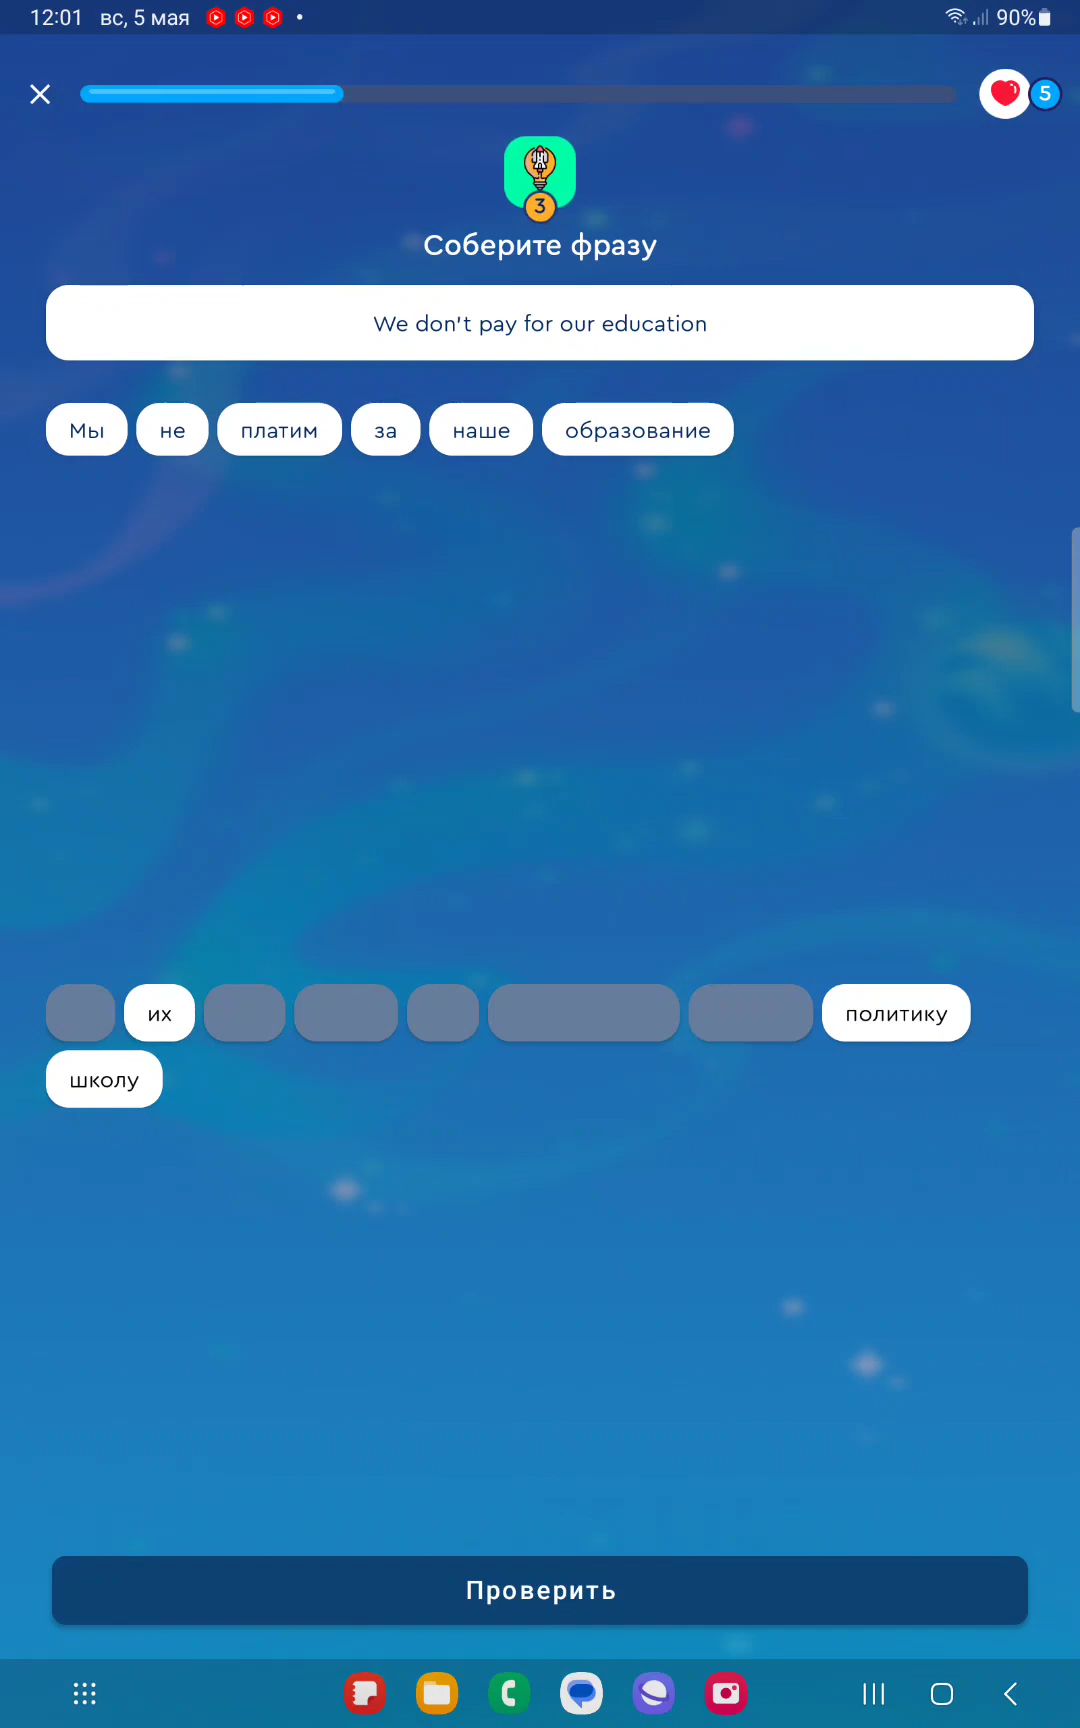 12:01 вс, 5 мая 90%
5
3
Соберите фразу
We don't pay for our education
Мы не платим за наше образование
их политику
школу
Проверить